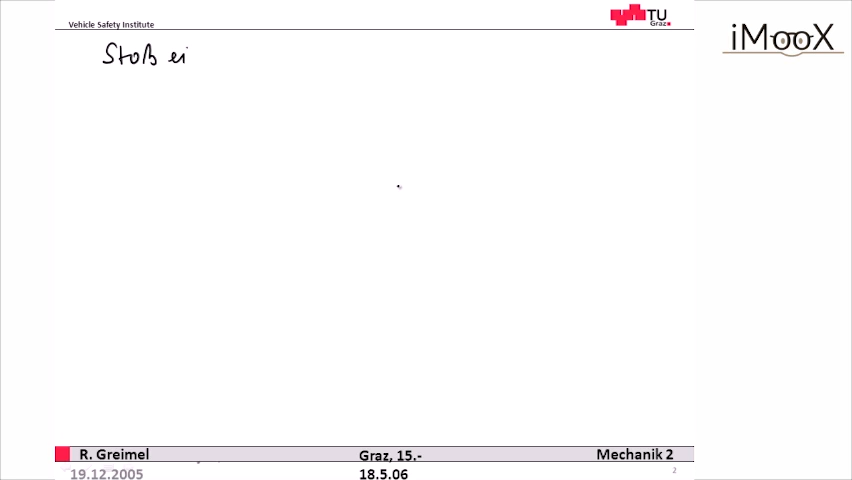 Vehicle Safety Institute
TU
Graz
iMooX
Stoß ei
R. Greimel
Graz, 15.-
Mechanik 2
19.12.2005
18.5.06
2